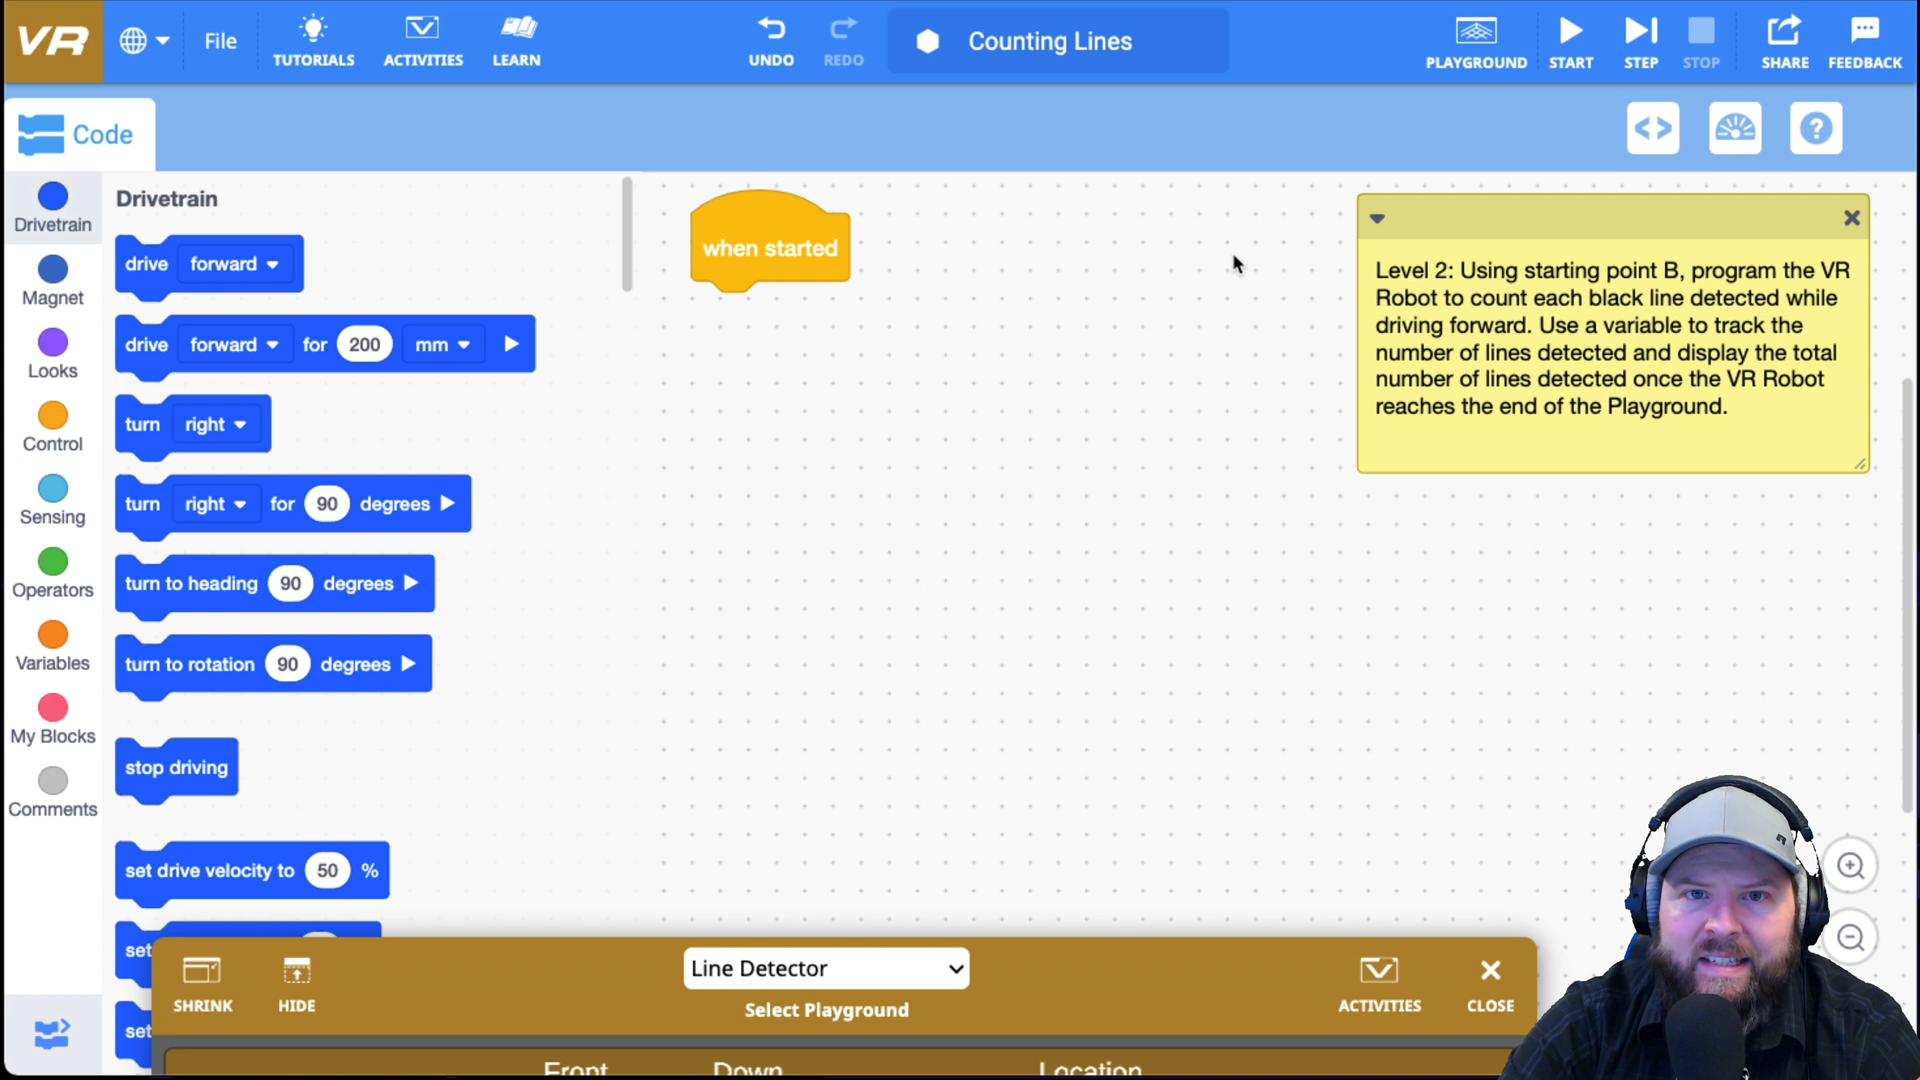 VR
File
TUTORIALS
ACTIVITIES
LEARN
UNDO
REDO
Counting Lines
PLAYGROUND
START
STEP
STOP
SHARE
FEEDBACK
Code
Drivetrain
Magnet
Looks
Control
Sensing
Operators
Variables
My Blocks
Comments
Drivetrain
drive forward
drive forward for 200 mm
turn right
turn right for 90 degrees
turn to heading 90 degrees
turn to rotation 90 degrees
stop driving
set drive velocity to 50 %
set
set
when started
Level 2: Using starting point B, program the VR
Robot to count each black line detected while
driving forward. Use a variable to track the
number of lines detected and display the total
number of lines detected once the VR Robot
reaches the end of the Playground.
SHRINK
HIDE
Line Detector
Select Playground
ACTIVITIES
CLOSE
Front Down Location